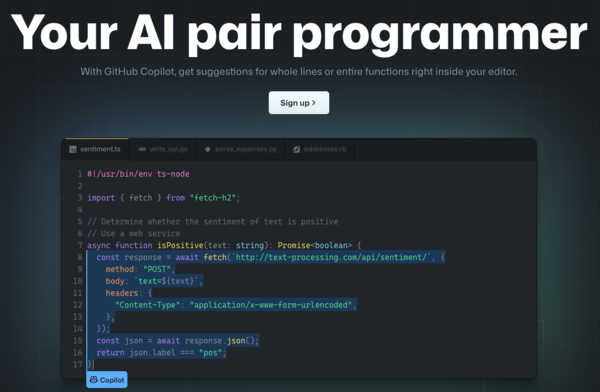 Your AI pair programmer
With GitHub Copilot, get suggestions for whole lines or entire functions right inside your editor.
Sign up >
sentiment.ts write_sql.go parse_expenses.py addresses.rb
1 #!/usr/bin/env ts-node
2
3 import { fetch } from "fetch-h2";
4
5 // Determine whether the sentiment of text is positive
6 // Use a web service
7 async function isPositive(text: string): Promise<boolean> {
8 const response = await fetch(`http://text-processing.com/api/sentiment/`, {
9 method: "POST",
10 body: `text=${text}`,
11 headers: {
12 "Content-Type": "application/x-www-form-urlencoded",
13 },
14 });
15 const json = await response.json();
16 return json.label === "pos";
17 }
Copilot